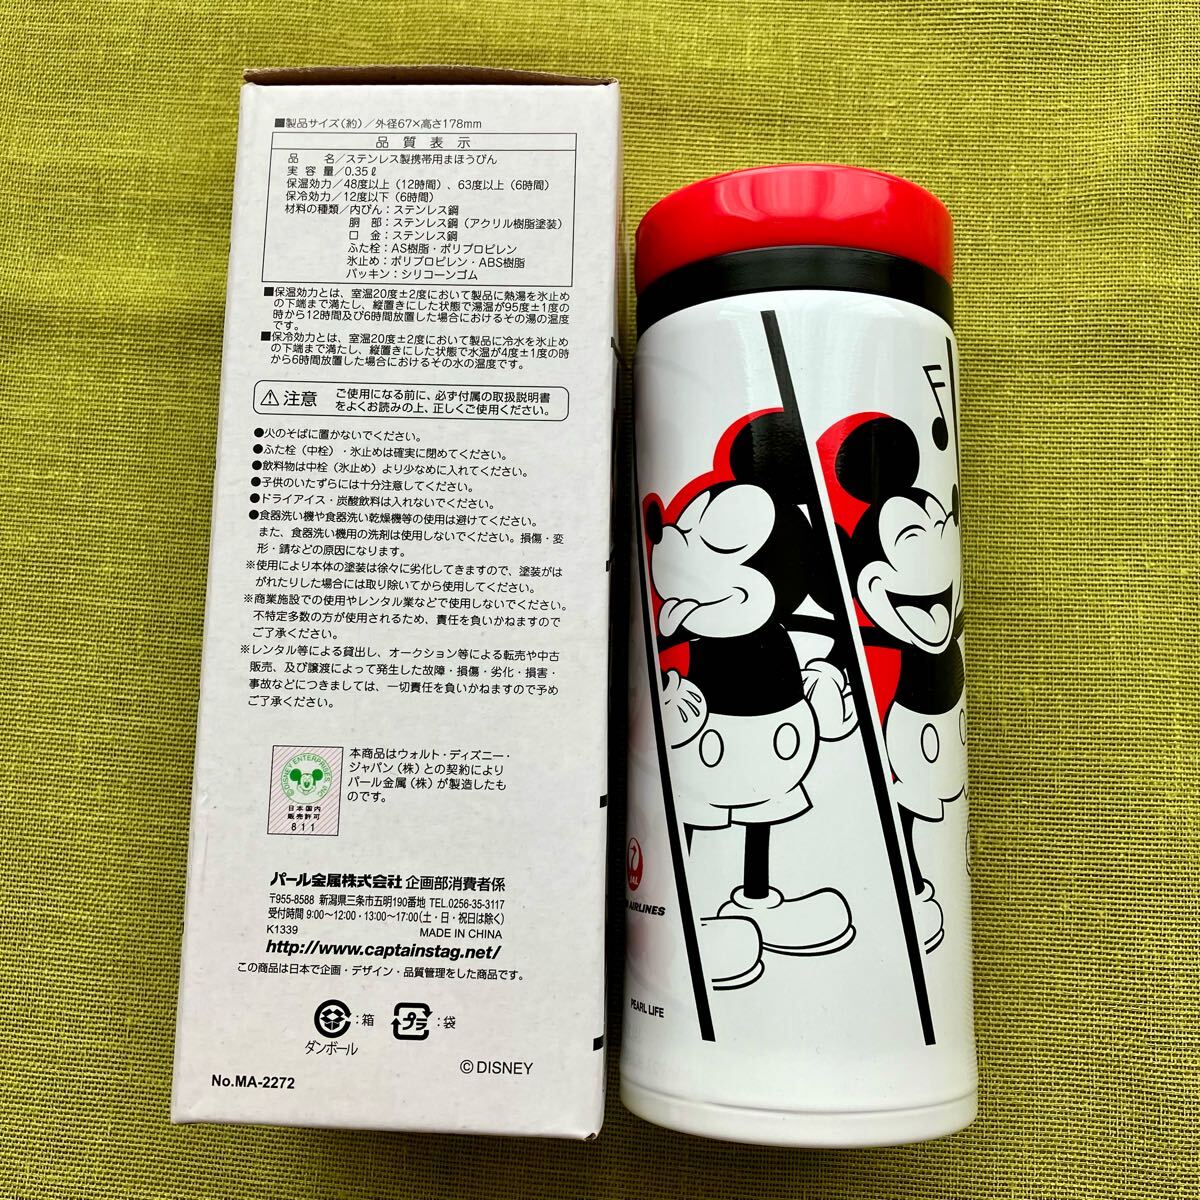 ■製品サイズ(約)/外径67×高さ178mm
品質表示
品名/ステンレス製携帯用まほうびん
実容量/0.35ℓ
保温効力/48度以上(12時間)、63度以上(6時間)
保冷効力/12度以下(6時間)
材料の種類/内びん:ステンレス鋼
胴部:ステンレス鋼(アクリル樹脂塗装)
口金:ステンレス鋼
ふた栓:AS樹脂・ポリプロピレン
氷止め:ポリプロピレン・ABS樹脂
パッキン:シリコーンゴム
■保温効力とは、室温20度±2度において製品に熱湯を氷止め
の下端まで満たし、縦置きにした状態で湯温が95度±1度の
時から12時間及び6時間放置した場合におけるその湯の温度
です。
■保冷効力とは、室温20度±2度において製品に冷水を氷止め
の下端まで満たし、縦置きにした状態で水温が4度±1度の時
から6時間放置した場合におけるその水の温度です。
⚠注意
ご使用になる前に、必ず付属の取扱説明書
をよくお読みの上、正しくご使用ください。
●火のそばに置かないでください。
●ふた栓(中栓)・氷止めは確実に閉めてください。
●飲料物は中栓(氷止め)より少なめに入れてください。
●子供のいたずらには十分注意してください。
●ドライアイス・炭酸飲料は入れないでください。
●食器洗い機や食器洗い乾燥機等の使用は避けてください。
また、食器洗い機用の洗剤は使用しないでください。損傷・変
形・錆などの原因になります。
※使用により本体の塗装は徐々に劣化してきますので、塗装がは
がれたりした場合には取り除いてから使用してください。
※商業施設での使用やレンタル業などで使用しないでください。
不特定多数の方が使用されるため、責任を負いかねますので
ご了承ください。
※レンタル等による貸出し、オークション等による転売や中古
販売、及び譲渡によって発生した故障・損傷・劣化・損害・
事故などにつきましては、一切責任を負いかねますので予め
ご了承ください。
©DISNEY ENTERPRISES, INC.
日本国内
販売許可
811
本商品はウォルト・ディズニー・
ジャパン(株)との契約により
パール金属(株)が製造したも
のです。
パール金属株式会社 企画部消費者係
〒955-8588 新潟県三条市五明190番地 TEL.0256-35-3117
受付時間 9:00〜12:00・13:00〜17:00(土・日・祝日は除く)
K1339 MADE IN CHINA
http://www.captainstag.net/
この商品は日本で企画・デザイン・品質管理をした商品です。
:箱
ダンボール
プラ
:袋
©DISNEY
No.MA-2272
JAL
AIRLINES
PEARL LIFE